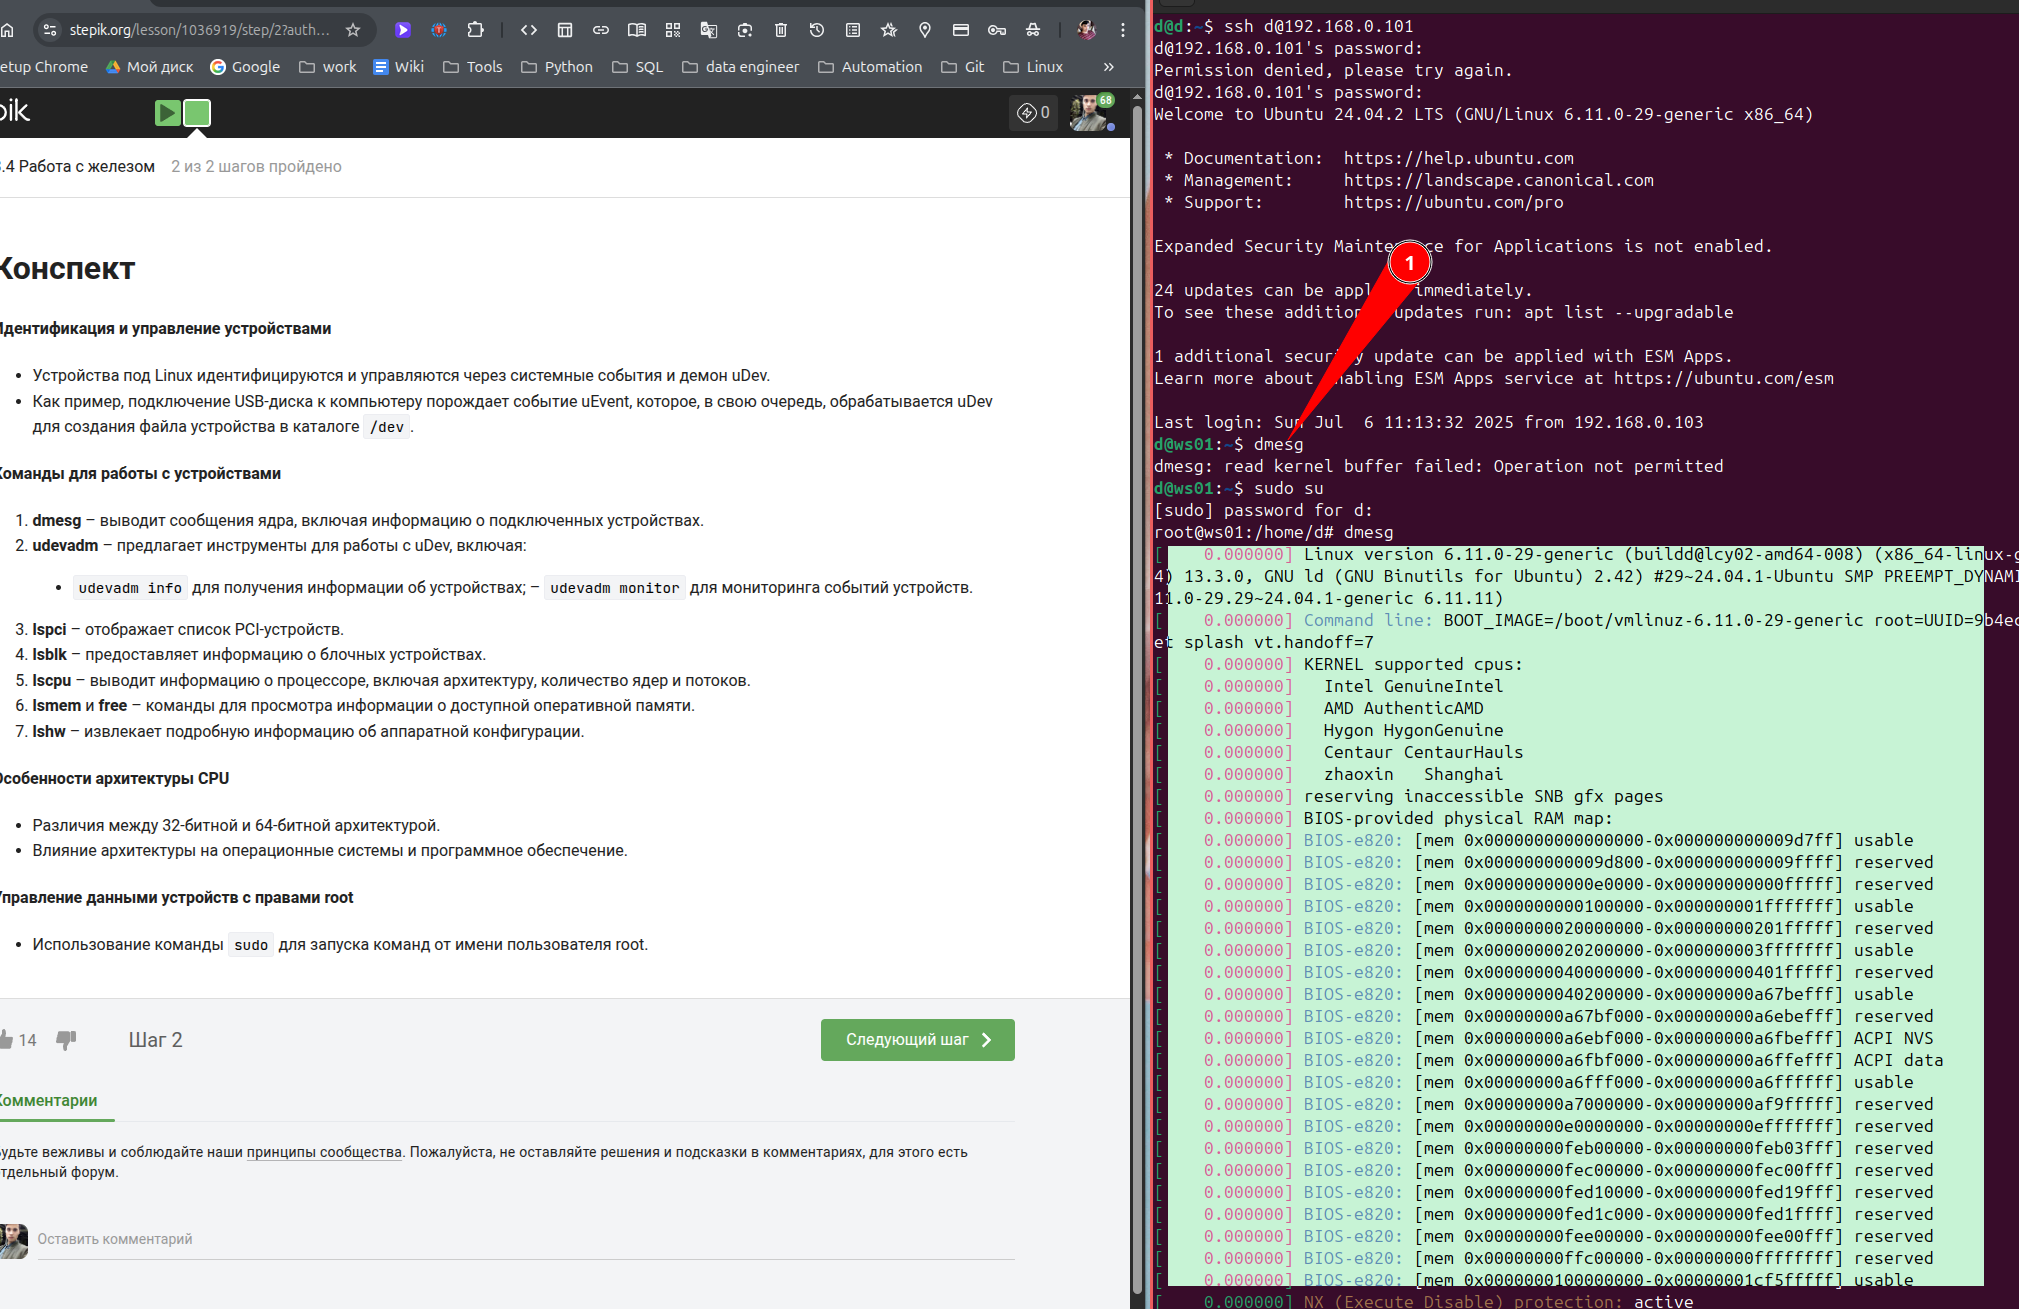 stepik.org/lesson/1036919/step/2?auth...
etup Chrome
Мой диск
Google
work
Wiki
Tools
Python
SQL
data engineer
Automation
Git
Linux
»
pik
0
68
.4 Работа с железом 2 из 2 шагов пройдено
Конспект
Идентификация и управление устройствами
• Устройства под Linux идентифицируются и управляются через системные события и демон uDev.
• Как пример, подключение USB-диска к компьютеру порождает событие uEvent, которое, в свою очередь, обрабатывается uDev
для создания файла устройства в каталоге /dev.
Команды для работы с устройствами
1. dmesg – выводит сообщения ядра, включая информацию о подключенных устройствах.
2. udevadm – предлагает инструменты для работы с uDev, включая:
• udevadm info для получения информации об устройствах; – udevadm monitor для мониторинга событий устройств.
3. lspci – отображает список PCI-устройств.
4. lsblk – предоставляет информацию о блочных устройствах.
5. lscpu – выводит информацию о процессоре, включая архитектуру, количество ядер и потоков.
6. lsmem и free – команды для просмотра информации о доступной оперативной памяти.
7. lshw – извлекает подробную информацию об аппаратной конфигурации.
Особенности архитектуры CPU
• Различия между 32-битной и 64-битной архитектурой.
• Влияние архитектуры на операционные системы и программное обеспечение.
Управление данными устройств с правами root
• Использование команды sudo для запуска команд от имени пользователя root.
14
Шаг 2
Следующий шаг
Комментарии
удьте вежливы и соблюдайте наши принципы сообщества. Пожалуйста, не оставляйте решения и подсказки в комментариях, для этого есть
тдельный форум.
Оставить комментарий
d@d:~$ ssh d@192.168.0.101
d@192.168.0.101's password:
Permission denied, please try again.
d@192.168.0.101's password:
Welcome to Ubuntu 24.04.2 LTS (GNU/Linux 6.11.0-29-generic x86_64)
* Documentation: https://help.ubuntu.com
* Management: https://landscape.canonical.com
* Support: https://ubuntu.com/pro
Expanded Security Mainte ce for Applications is not enabled.
1
24 updates can be appl immediately.
To see these addition updates run: apt list --upgradable
1 additional security update can be applied with ESM Apps.
Learn more about enabling ESM Apps service at https://ubuntu.com/esm
Last login: Sun Jul 6 11:13:32 2025 from 192.168.0.103
d@ws01:~$ dmesg
dmesg: read kernel buffer failed: Operation not permitted
d@ws01:~$ sudo su
[sudo] password for d:
root@ws01:/home/d# dmesg
[ 0.000000] Linux version 6.11.0-29-generic (buildd@lcy02-amd64-008) (x86_64-linux-g
4) 13.3.0, GNU ld (GNU Binutils for Ubuntu) 2.42) #29~24.04.1-Ubuntu SMP PREEMPT_DYNAMI
11.0-29.29~24.04.1-generic 6.11.11)
[ 0.000000] Command line: BOOT_IMAGE=/boot/vmlinuz-6.11.0-29-generic root=UUID=9b4ec
et splash vt.handoff=7
[ 0.000000] KERNEL supported cpus:
[ 0.000000] Intel GenuineIntel
[ 0.000000] AMD AuthenticAMD
[ 0.000000] Hygon HygonGenuine
[ 0.000000] Centaur CentaurHauls
[ 0.000000] zhaoxin Shanghai
[ 0.000000] reserving inaccessible SNB gfx pages
[ 0.000000] BIOS-provided physical RAM map:
[ 0.000000] BIOS-e820: [mem 0x0000000000000000-0x000000000009d7ff] usable
[ 0.000000] BIOS-e820: [mem 0x000000000009d800-0x000000000009ffff] reserved
[ 0.000000] BIOS-e820: [mem 0x00000000000e0000-0x00000000000fffff] reserved
[ 0.000000] BIOS-e820: [mem 0x0000000000100000-0x000000001fffffff] usable
[ 0.000000] BIOS-e820: [mem 0x0000000020000000-0x00000000201fffff] reserved
[ 0.000000] BIOS-e820: [mem 0x0000000020200000-0x000000003fffffff] usable
[ 0.000000] BIOS-e820: [mem 0x0000000040000000-0x00000000401fffff] reserved
[ 0.000000] BIOS-e820: [mem 0x0000000040200000-0x00000000a67befff] usable
[ 0.000000] BIOS-e820: [mem 0x00000000a67bf000-0x00000000a6ebefff] reserved
[ 0.000000] BIOS-e820: [mem 0x00000000a6ebf000-0x00000000a6fbefff] ACPI NVS
[ 0.000000] BIOS-e820: [mem 0x00000000a6fbf000-0x00000000a6ffefff] ACPI data
[ 0.000000] BIOS-e820: [mem 0x00000000a6fff000-0x00000000a6ffffff] usable
[ 0.000000] BIOS-e820: [mem 0x00000000a7000000-0x00000000af9fffff] reserved
[ 0.000000] BIOS-e820: [mem 0x00000000e0000000-0x00000000efffffff] reserved
[ 0.000000] BIOS-e820: [mem 0x00000000feb00000-0x00000000feb03fff] reserved
[ 0.000000] BIOS-e820: [mem 0x00000000fec00000-0x00000000fec00fff] reserved
[ 0.000000] BIOS-e820: [mem 0x00000000fed10000-0x00000000fed19fff] reserved
[ 0.000000] BIOS-e820: [mem 0x00000000fed1c000-0x00000000fed1ffff] reserved
[ 0.000000] BIOS-e820: [mem 0x00000000fee00000-0x00000000fee00fff] reserved
[ 0.000000] BIOS-e820: [mem 0x00000000ffc00000-0x00000000ffffffff] reserved
[ 0.000000] BIOS-e820: [mem 0x0000000100000000-0x00000001cf5fffff] usable
[ 0.000000] NX (Execute Disable) protection: active